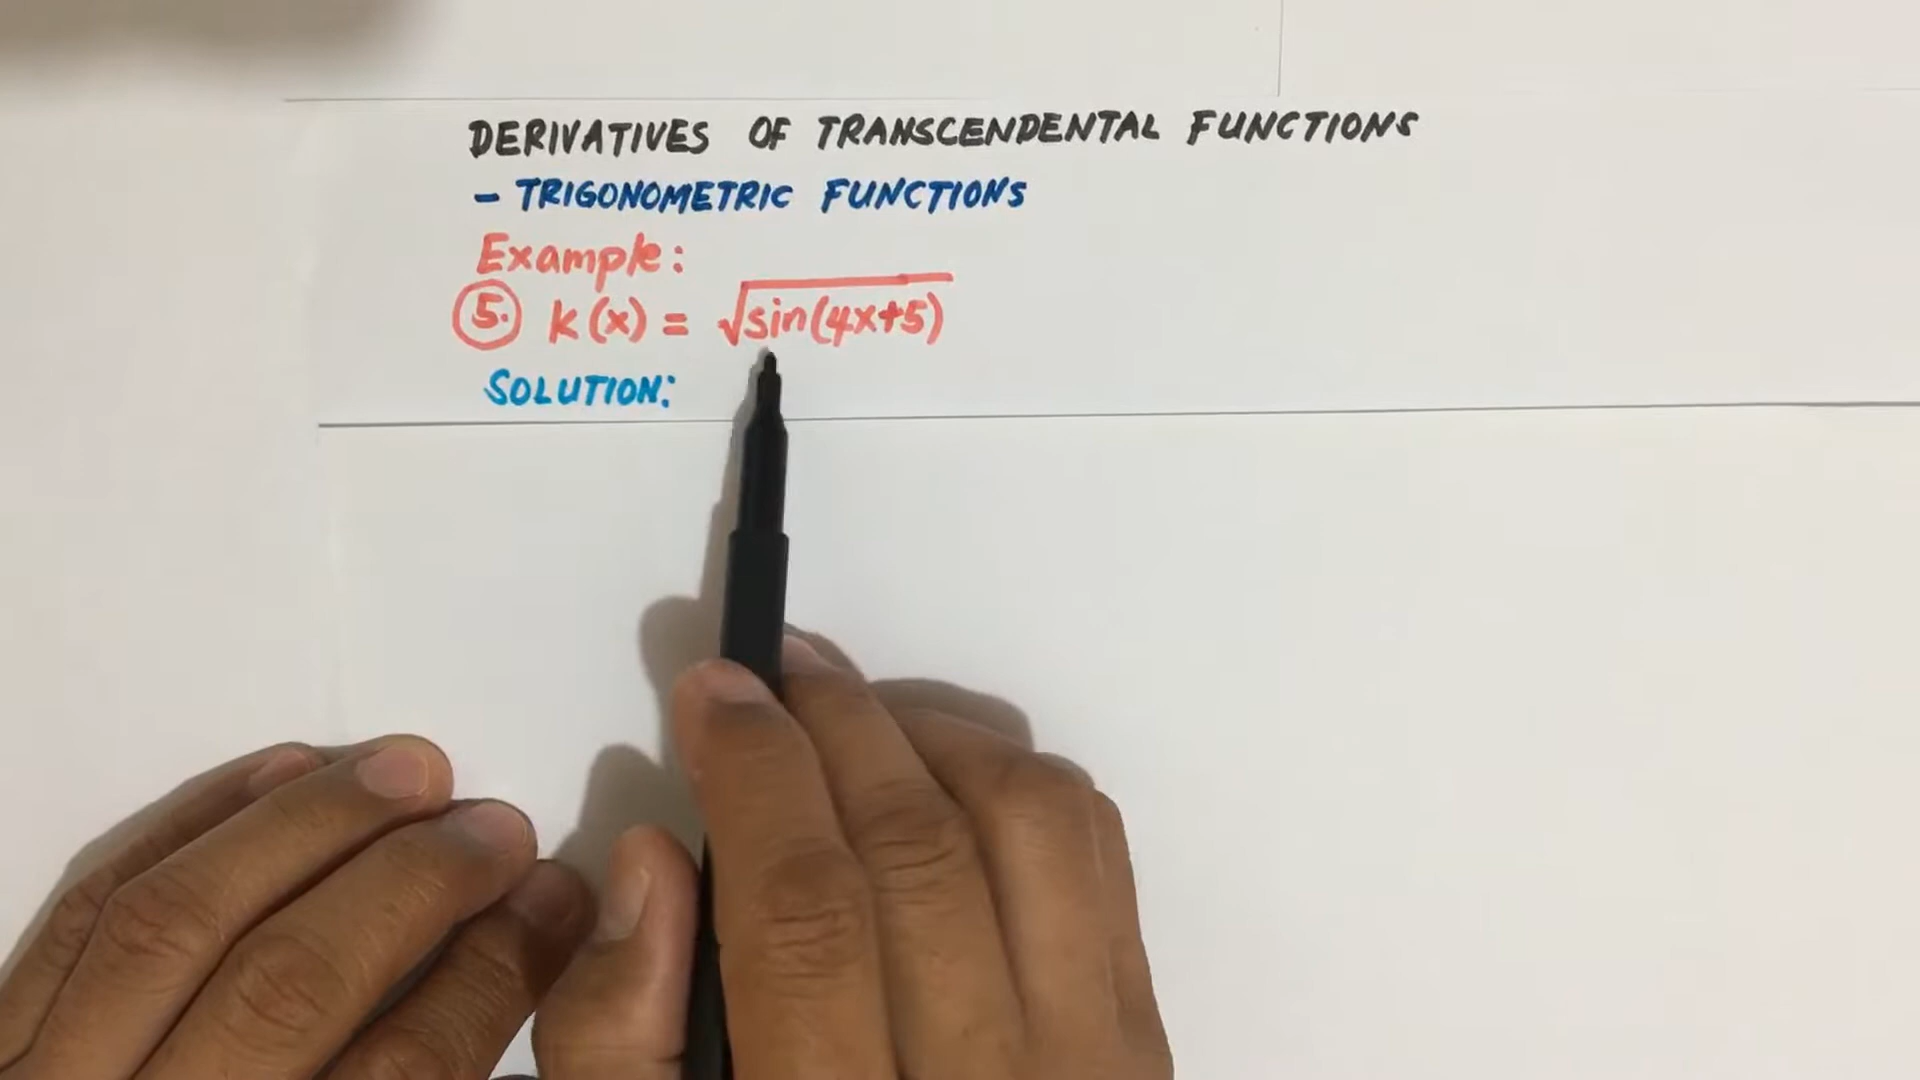 DERIVATIVES OF TRANSCENDENTAL FUNCTIONS
- TRIGONOMETRIC FUNCTIONS
Example:
5. k(x) = √sin(4x+5)
SOLUTION: